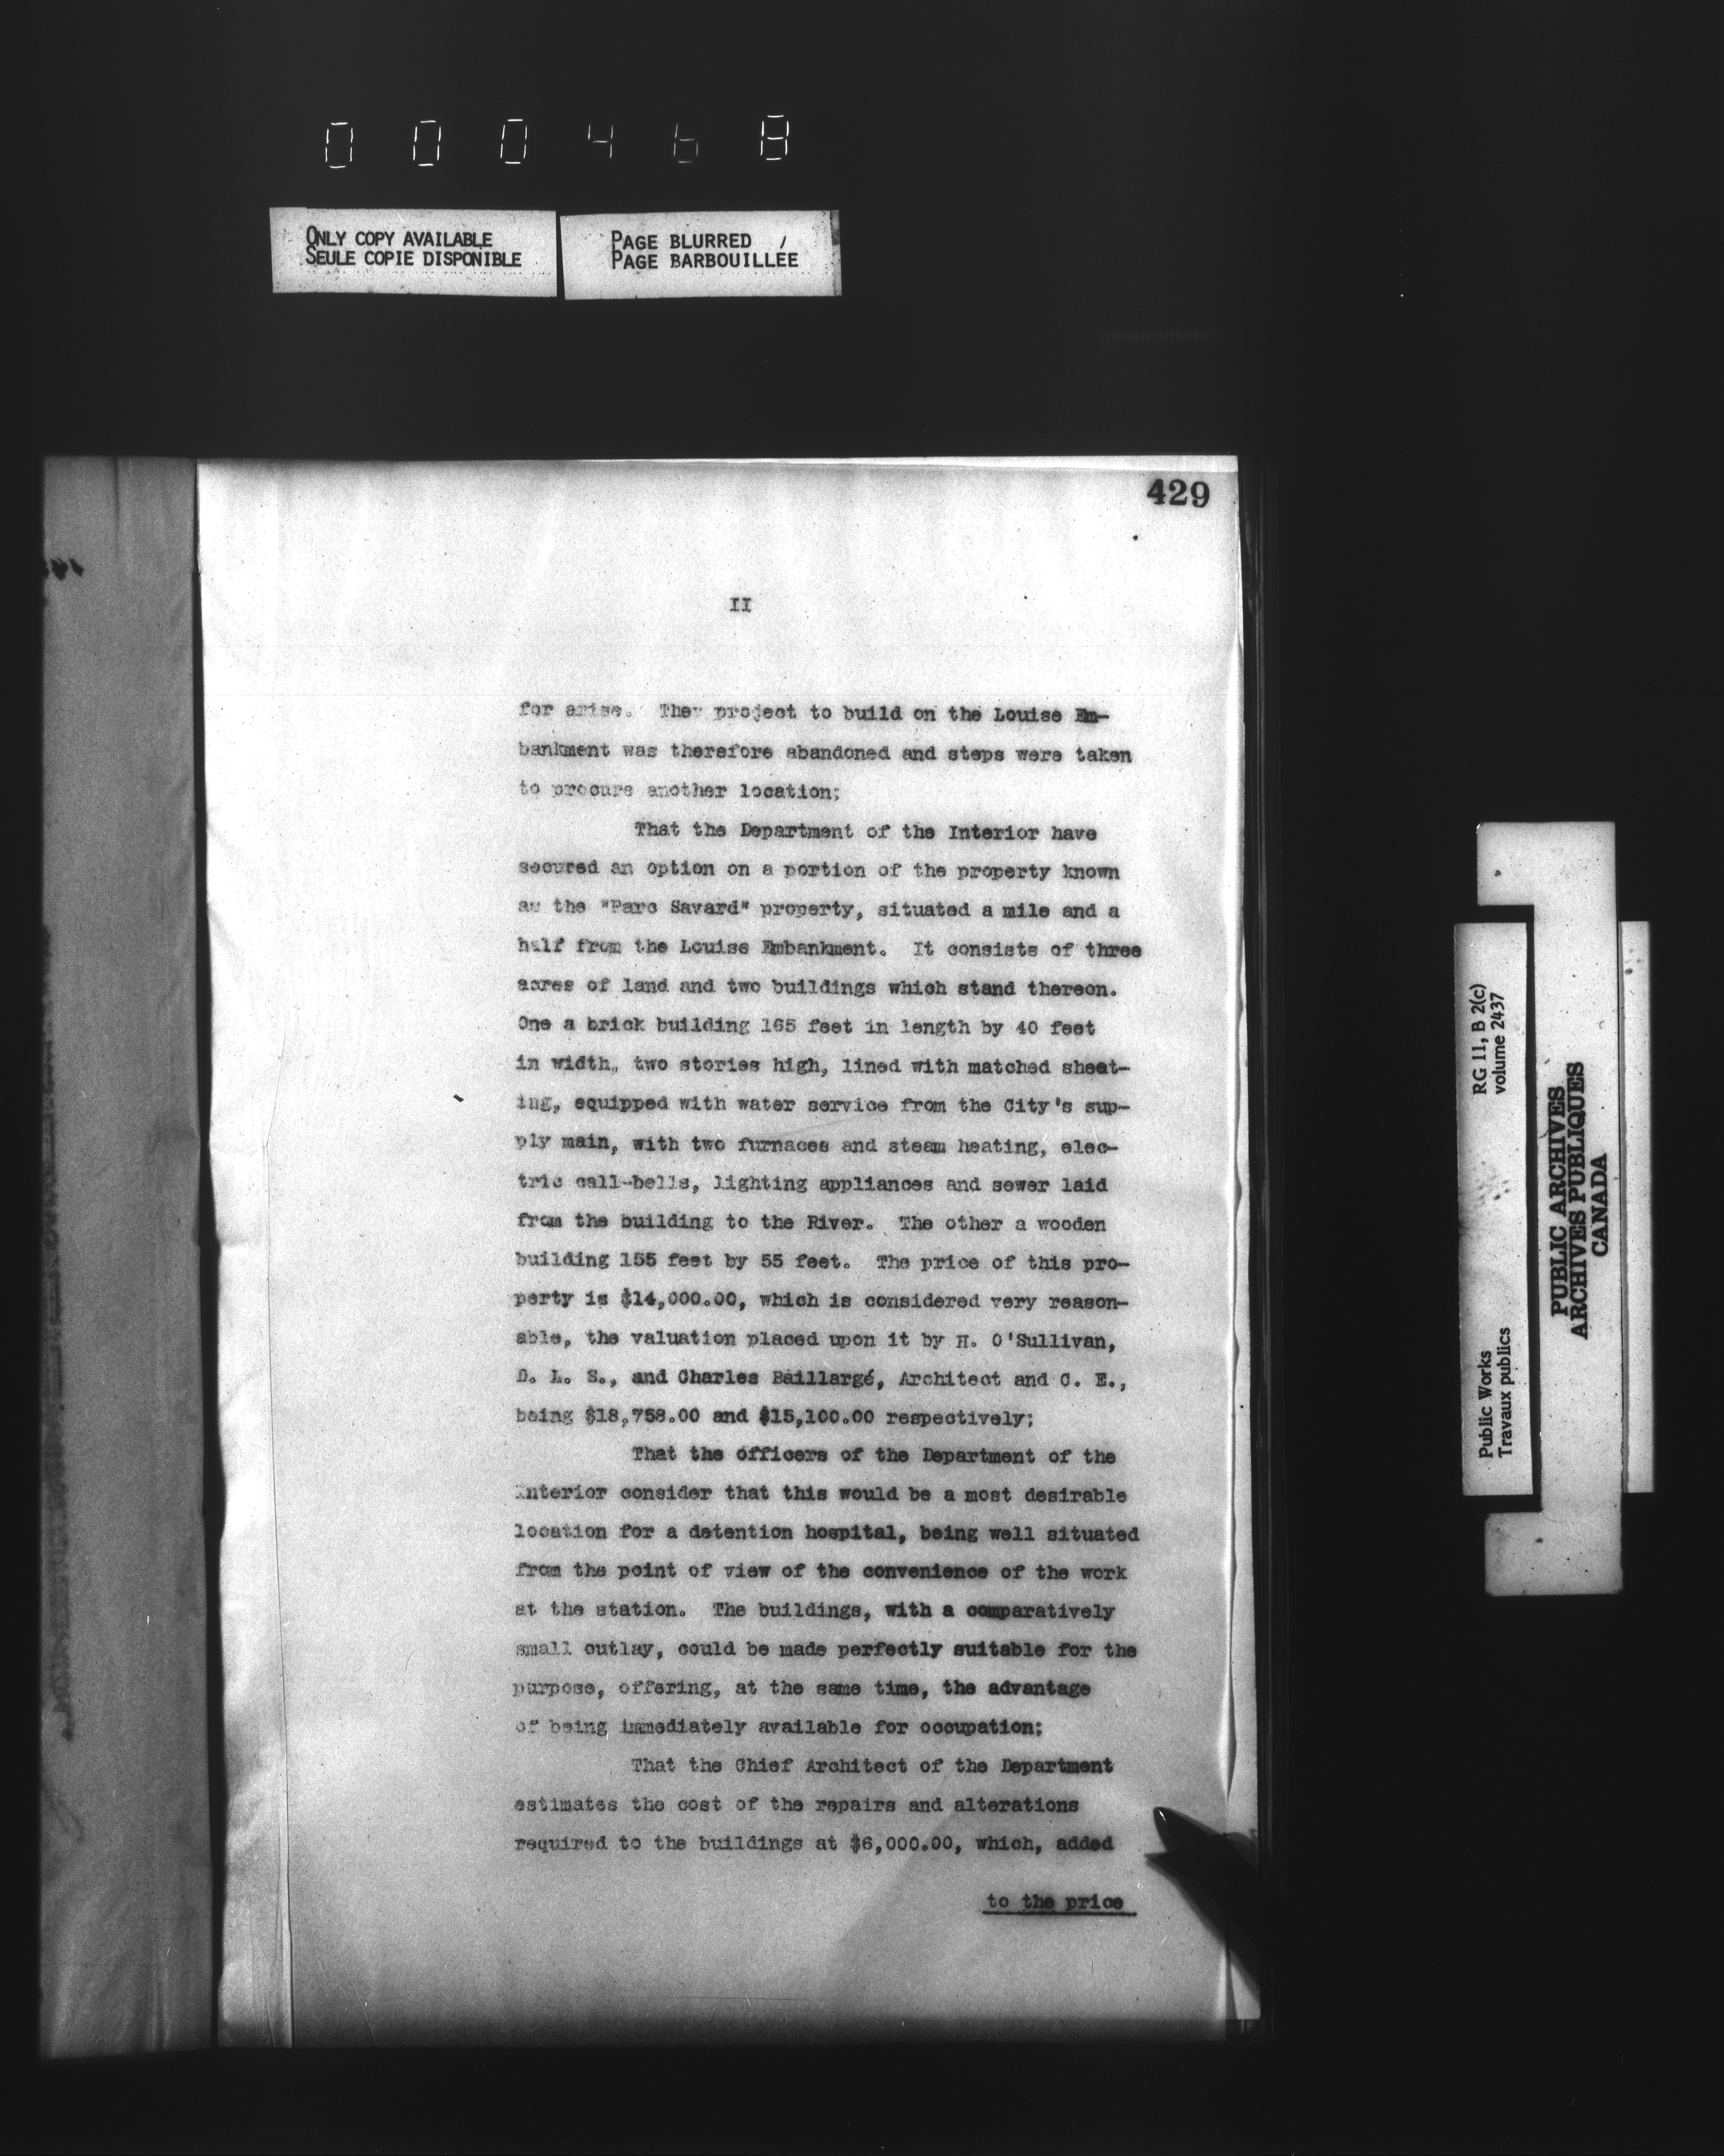 000468
ONLY COPY AVAILABLE
SEULE COPIE DISPONIBLE
PAGE BLURRED /
PAGE BARBOUILLEE
429
II
for arise. They project to build on the Louise Em-
bankment was therefore abandoned and steps were taken
to procure another location;
That the Department of the Interior have
secured an option on a portion of the property known
as the "Parc Savard" property, situated a mile and a
half from the Louise Embankment. It consists of three
acres of land and two buildings which stand thereon.
One a brick building 165 feet in length by 40 feet
in width, two stories high, lined with matched sheat-
ing, equipped with water service from the City's sup-
ply main, with two furnaces and steam heating, elec-
tric call-bells, lighting appliances and sewer laid
from the building to the River. The other a wooden
building 155 feet by 55 feet. The price of this pro-
perty is $14,000.00, which is considered very reason-
able, the valuation placed upon it by H. O'Sullivan,
D. L. S., and Charles Baillargé, Architect and C. E.,
being $18,758.00 and $15,100.00 respectively;
That the officers of the Department of the
Interior consider that this would be a most desirable
location for a detention hospital, being well situated
from the point of view of the convenience of the work
at the station. The buildings, with a comparatively
small outlay, could be made perfectly suitable for the
purpose, offering, at the same time, the advantage
of being immediately available for occupation;
That the Chief Architect of the Department
estimates the cost of the repairs and alterations
required to the buildings at $6,000.00, which, added
to the price
Public Works
Travaux publics
RG 11, B 2(c)
volume 2437
PUBLIC ARCHIVES
ARCHIVES PUBLIQUES
CANADA